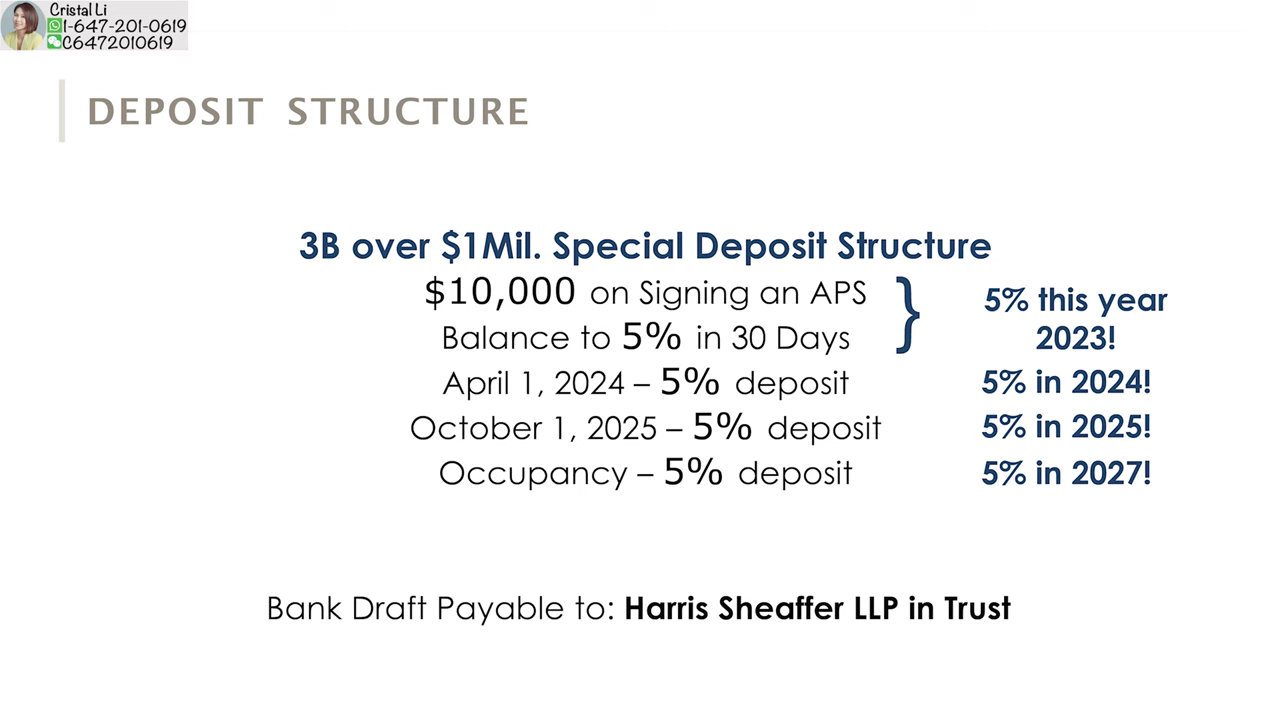 Cristal Li
1-647-201-0619
C6472010619
DEPOSIT STRUCTURE
3B over $1Mil. Special Deposit Structure
$10,000 on Signing an APS
Balance to 5% in 30 Days
} 5% this year
2023!
April 1, 2024 – 5% deposit 5% in 2024!
October 1, 2025 – 5% deposit 5% in 2025!
Occupancy – 5% deposit 5% in 2027!
Bank Draft Payable to: Harris Sheaffer LLP in Trust